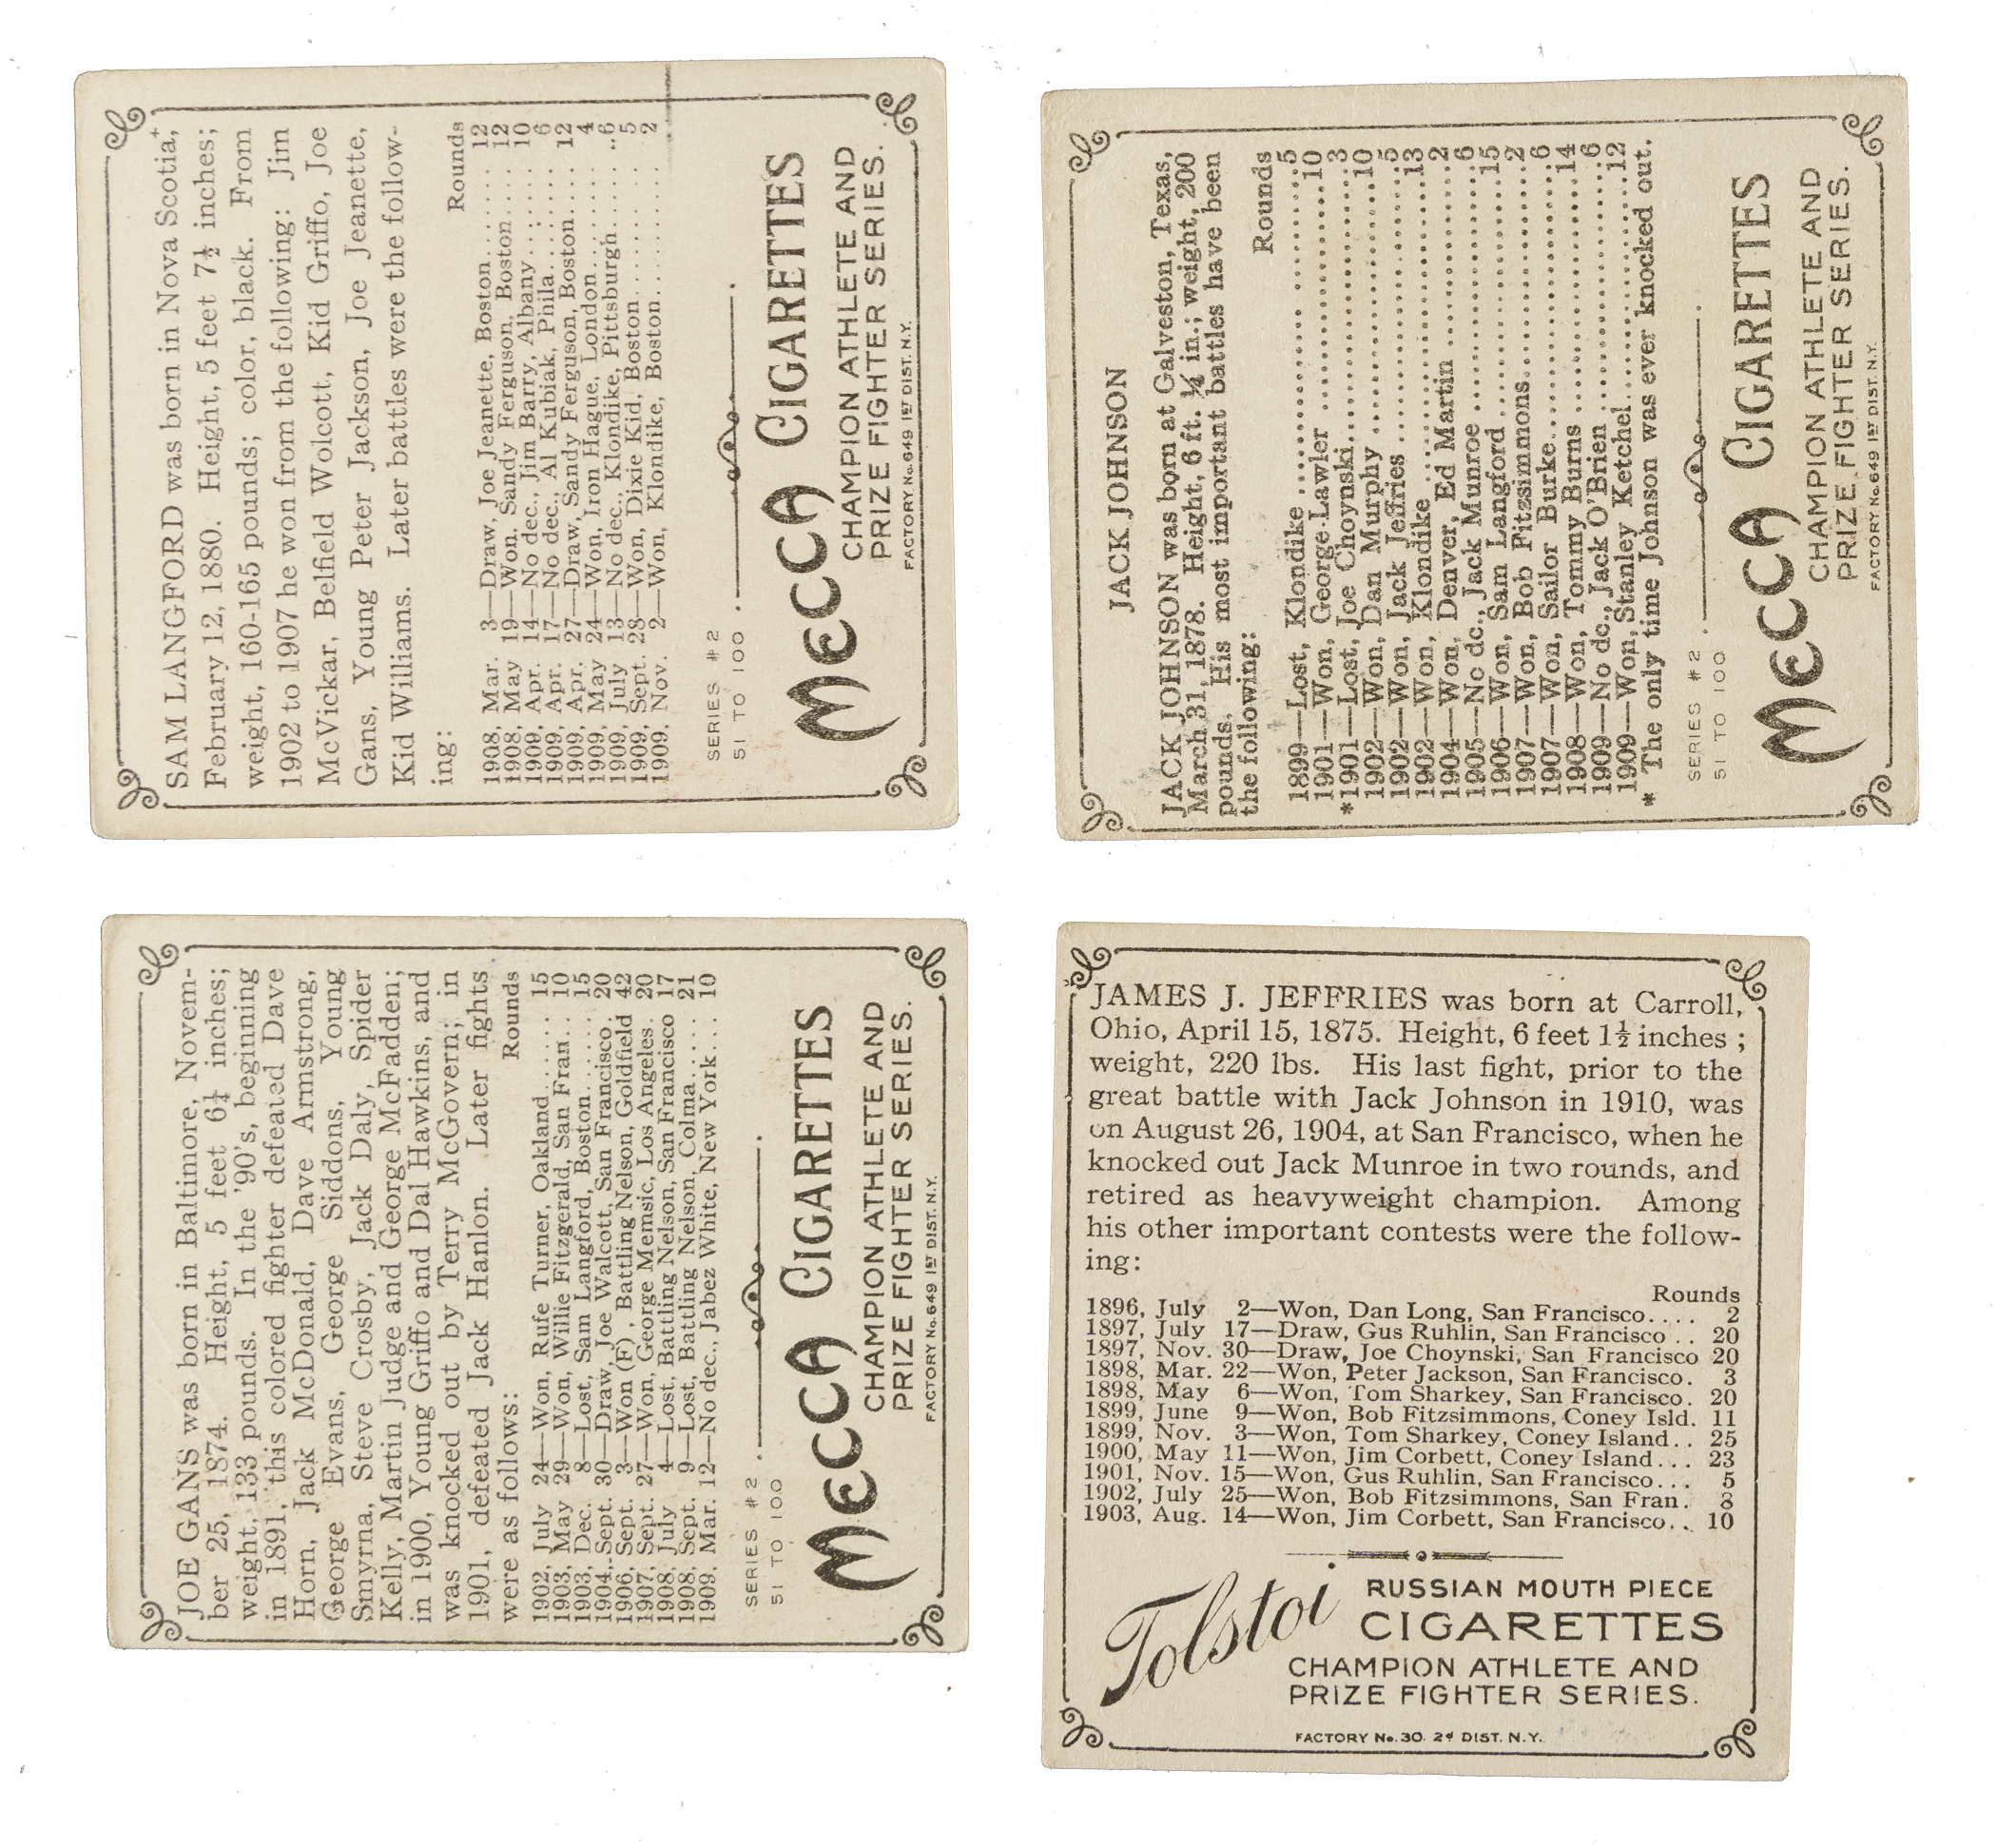 SAM LANGFORD was born in Nova Scotia,
February 12, 1880. Height, 5 feet 7½ inches;
weight, 160-165 pounds; color, black. From
1902 to 1907 he won from the following: Jim
McVickar, Belfield Wolcott, Kid Griffo, Joe
Gans, Young Peter Jackson, Joe Jeanette,
Kid Williams. Later battles were the follow-
ing:
Rounds
1908, Mar. 3—Draw, Joe Jeanette, Boston....... 12
1908, May 19—Won, Sandy Ferguson, Boston.... 12
1909, Apr. 14—No dec., Jim Barry, Albany....... 10
1909, Apr. 17—No dec., Al Kubiak, Phila....... 6
1909, Apr. 27—Draw, Sandy Ferguson, Boston.... 12
1909, May 24—Won, Iron Hague, London....... 4
1909, July 13—No dec., Klondike, Pittsburgh...... 6
1909, Sept. 28—Won, Dixie Kid, Boston......... 5
1909, Nov. 2—Won, Klondike, Boston.......... 2
SERIES #2
51 TO 100
MECCA CIGARETTES
CHAMPION ATHLETE AND
PRIZE FIGHTER SERIES.
FACTORY No. 649 1ST DIST. N.Y.
JACK JOHNSON
JACK JOHNSON was born at Galveston, Texas,
March 31, 1878. Height, 6 ft. ¼ in.; weight, 200
pounds. His most important battles have been
the following:
Rounds
1899—Lost, Klondike .................... 5
1901—Won, George Lawler ............... 10
*1901—Lost, Joe Choynski............... 3
1902—Won, Dan Murphy ................ 10
1902—Won, Jack Jeffries ............... 5
1902—Won, Klondike ................... 13
1904—Won, Denver, Ed Martin .......... 2
1905—No dc., Jack Munroe ............. 6
1906—Won, Sam Langford ............... 15
1907—Won, Bob Fitzsimmons............. 2
1907—Won, Sailor Burke................ 6
1908—Won, Tommy Burns ............... 14
1909—No dc., Jack O'Brien ............ 6
1909—Won, Stanley Ketchel............. 12
* The only time Johnson was ever knocked out.
SERIES #2
51 TO 100
MECCA CIGARETTES
CHAMPION ATHLETE AND
PRIZE FIGHTER SERIES.
FACTORY No. 649 1ST DIST. N.Y.
JOE GANS was born in Baltimore, Novem-
ber 25, 1874. Height, 5 feet 6¼ inches;
weight, 133 pounds. In the '90's, beginning
in 1891, this colored fighter defeated Dave
Horn, Jack McDonald, Dave Armstrong,
George Evans, George Siddons, Young
Smyrna, Steve Crosby, Jack Daly, Spider
Kelly, Martin Judge and George McFadden;
in 1900, Young Griffo and Dal Hawkins, and
was knocked out by Terry McGovern; in
1901, defeated Jack Hanlon. Later fights
were as follows:
Rounds
1902, July 24—Won, Rufe Turner, Oakland....... 15
1903, May 29—Won, Willie Fitzgerald, San Fran... 10
1903, Dec. 8—Lost, Sam Langford, Boston....... 15
1904, Sept. 30—Draw, Joe Walcott, San Francisco. 20
1906, Sept. 3—Won (F), Battling Nelson, Goldfield 42
1907, Sept. 27—Won, George Memsic, Los Angeles. 20
1908, July 4—Lost, Battling Nelson, San Francisco 17
1908, Sept. 9—Lost, Battling Nelson, Colma...... 21
1909, Mar. 12—No dec., Jabez White, New York.... 10
SERIES #2
51 TO 100
MECCA CIGARETTES
CHAMPION ATHLETE AND
PRIZE FIGHTER SERIES.
FACTORY No. 649 1ST DIST. N.Y.
JAMES J. JEFFRIES was born at Carroll,
Ohio, April 15, 1875. Height, 6 feet 1½ inches;
weight, 220 lbs. His last fight, prior to the
great battle with Jack Johnson in 1910, was
on August 26, 1904, at San Francisco, when he
knocked out Jack Munroe in two rounds, and
retired as heavyweight champion. Among
his other important contests were the follow-
ing:
Rounds
1896, July 2—Won, Dan Long, San Francisco.... 2
1897, July 17—Draw, Gus Ruhlin, San Francisco .. 20
1897, Nov. 30—Draw, Joe Choynski, San Francisco 20
1898, Mar. 22—Won, Peter Jackson, San Francisco. 3
1898, May 6—Won, Tom Sharkey, San Francisco. 20
1899, June 9—Won, Bob Fitzsimmons, Coney Isld. 11
1899, Nov. 3—Won, Tom Sharkey, Coney Island.. 25
1900, May 11—Won, Jim Corbett, Coney Island... 23
1901, Nov. 15—Won, Gus Ruhlin, San Francisco... 5
1902, July 25—Won, Bob Fitzsimmons, San Fran. 8
1903, Aug. 14—Won, Jim Corbett, San Francisco.. 10
Tolstoi RUSSIAN MOUTH PIECE
CIGARETTES
CHAMPION ATHLETE AND
PRIZE FIGHTER SERIES.
FACTORY No. 30. 2d DIST. N.Y.